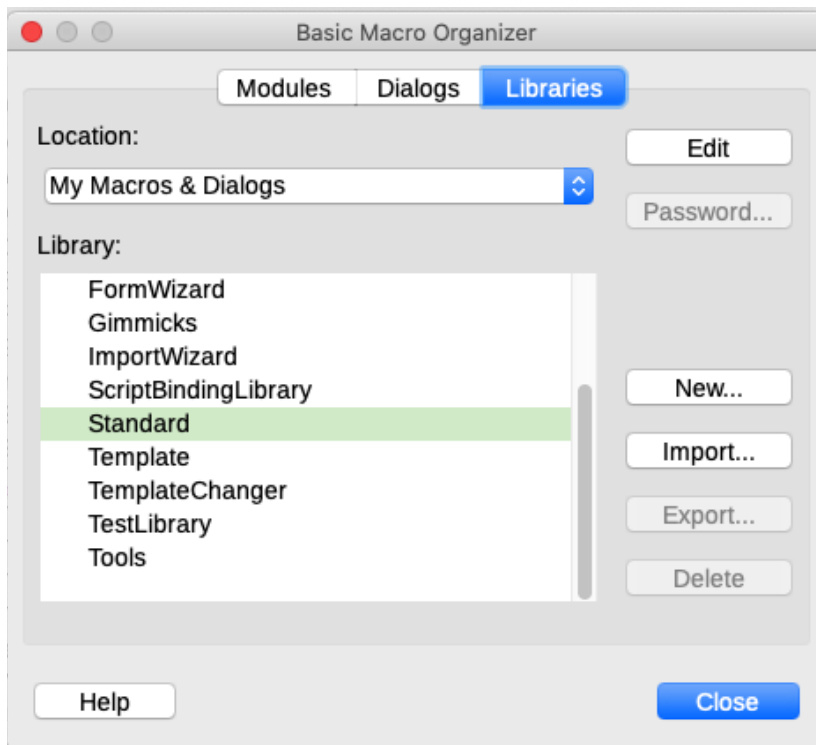 Basic Macro Organizer
Modules Dialogs Libraries
Location:
Edit
My Macros & Dialogs
Password...
Library:
FormWizard
Gimmicks
ImportWizard
ScriptBindingLibrary
New...
Standard
Template
Import...
TemplateChanger
TestLibrary
Export...
Tools
Delete
Help
Close